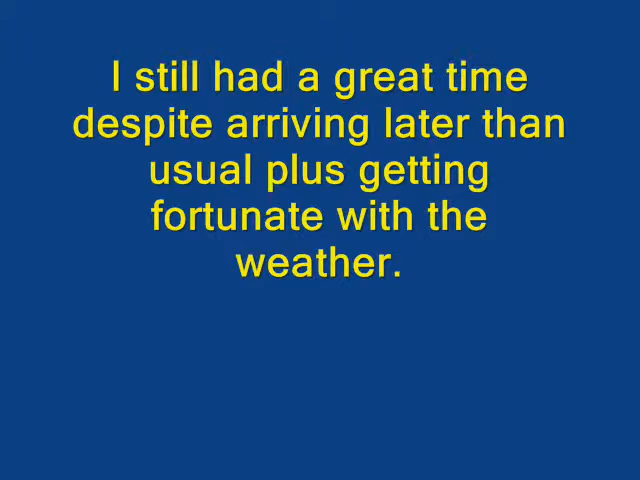 I still had a great time
despite arriving later than
usual plus getting
fortunate with the
weather.